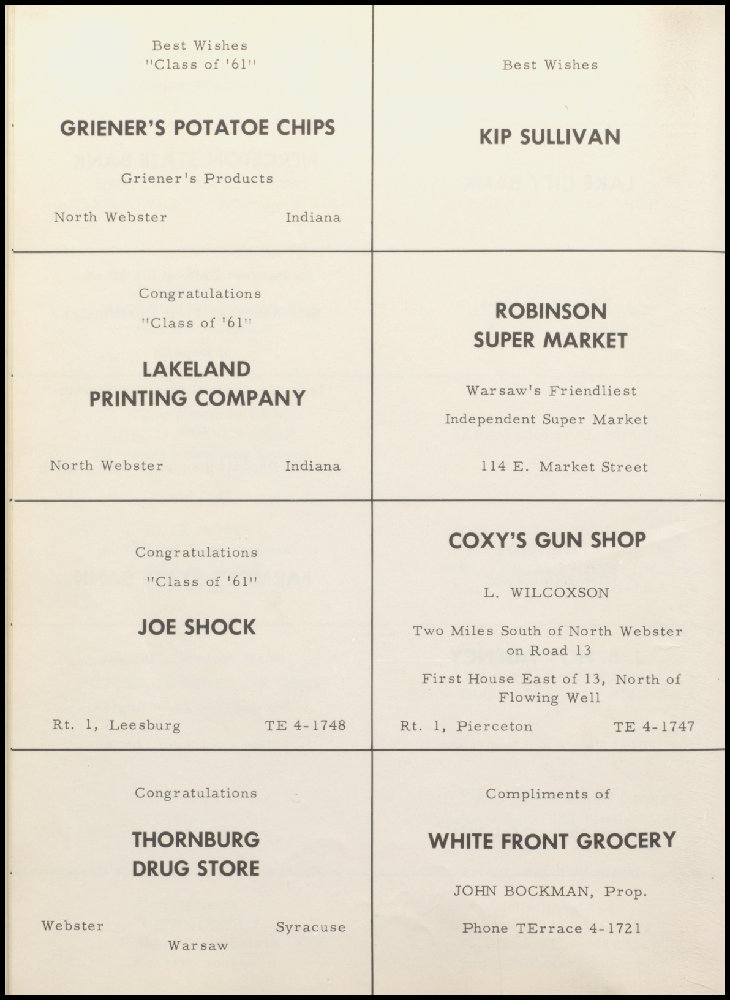 Best Wishes
"Class of '61"
GRIENER'S POTATOE CHIPS
Griener's Products
North Webster Indiana
Best Wishes
KIP SULLIVAN
Congratulations
"Class of '61"
LAKELAND
PRINTING COMPANY
North Webster Indiana
ROBINSON
SUPER MARKET
Warsaw's Friendliest
Independent Super Market
114 E. Market Street
Congratulations
"Class of '61"
JOE SHOCK
Rt. 1, Leesburg TE 4-1748
COXY'S GUN SHOP
L. WILCOXSON
Two Miles South of North Webster
on Road 13
First House East of 13, North of
Flowing Well
Rt. 1, Pierceton TE 4-1747
Congratulations
THORNBURG
DRUG STORE
Webster Syracuse
Warsaw
Compliments of
WHITE FRONT GROCERY
JOHN BOCKMAN, Prop.
Phone TErrace 4-1721